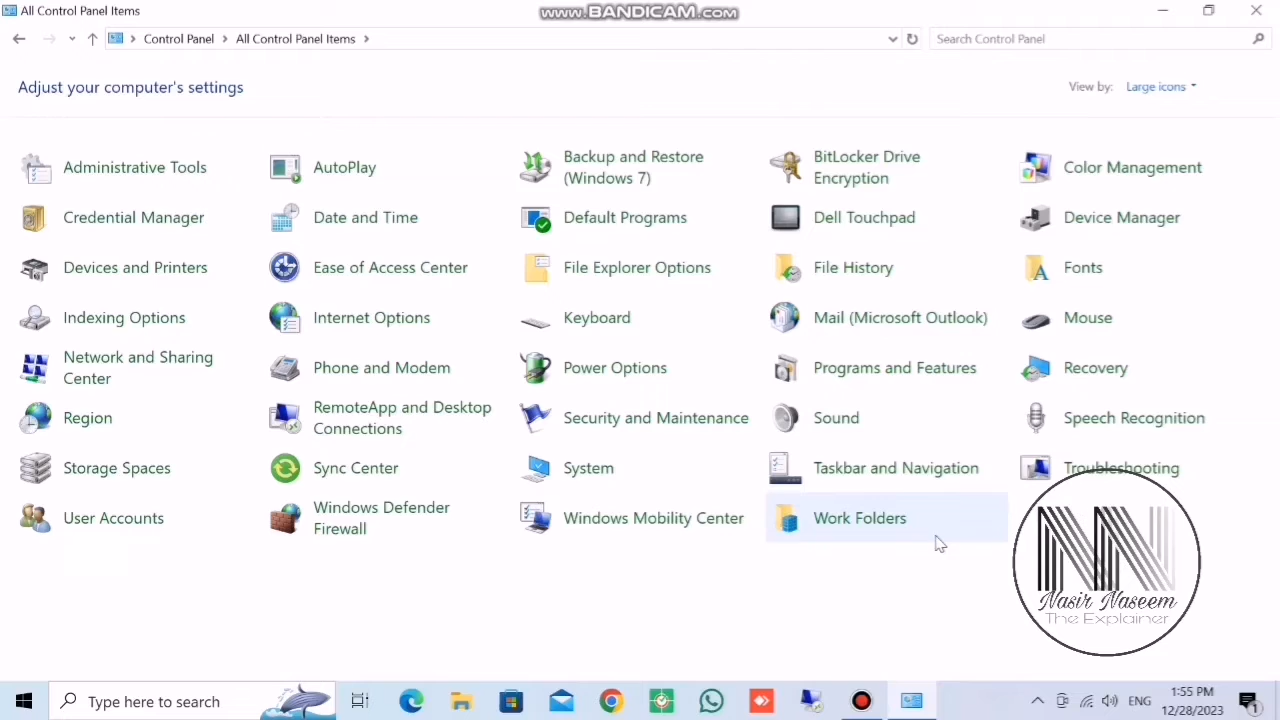 All Control Panel Items
www.BANDICAM.com
Control Panel
All Control Panel Items
Search Control Panel
Adjust your computer's settings
View by:
Large icons
Administrative Tools
AutoPlay
Backup and Restore
(Windows 7)
BitLocker Drive
Encryption
Color Management
Credential Manager
Date and Time
Default Programs
Dell Touchpad
Device Manager
Devices and Printers
Ease of Access Center
File Explorer Options
File History
Fonts
Indexing Options
Internet Options
Keyboard
Mail (Microsoft Outlook)
Mouse
Network and Sharing
Center
Phone and Modem
Power Options
Programs and Features
Recovery
Region
RemoteApp and Desktop
Connections
Security and Maintenance
Sound
Speech Recognition
Storage Spaces
Sync Center
System
Taskbar and Navigation
Troubleshooting
User Accounts
Windows Defender
Firewall
Windows Mobility Center
Work Folders
NN
Nasir Naseem
The Explainer
Type here to search
ENG
1:55 PM
12/28/2023
1